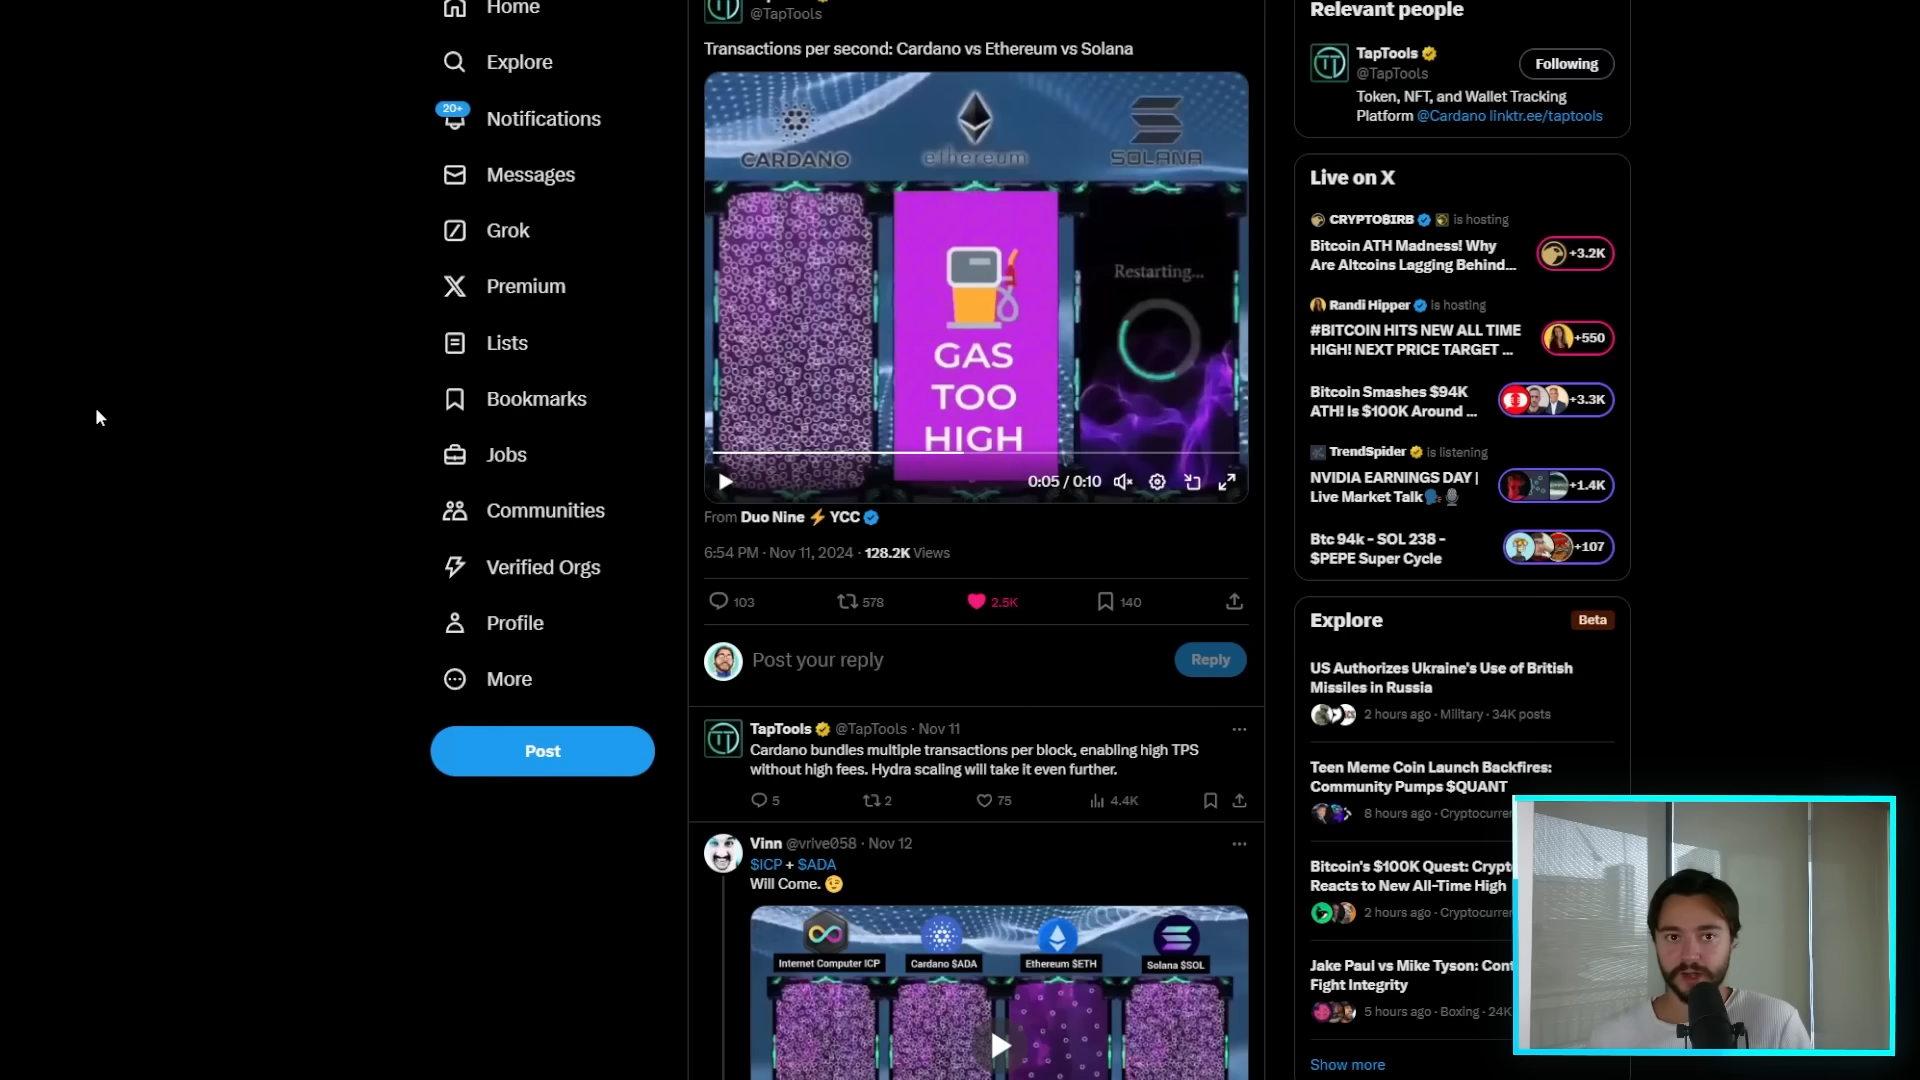 Home
Explore
20+
Notifications
Messages
Grok
Premium
Lists
Bookmarks
Jobs
Communities
Verified Orgs
Profile
More
Post
@TapTools
Transactions per second: Cardano vs Ethereum vs Solana
CARDANO
ethereum
SOLANA
GAS
TOO
HIGH
Restarting...
0:05 / 0:10
From Duo Nine ⚡ YCC
6:54 PM · Nov 11, 2024 · 128.2K Views
103
578
2.5K
140
Post your reply
Reply
TapTools @TapTools · Nov 11
Cardano bundles multiple transactions per block, enabling high TPS
without high fees. Hydra scaling will take it even further.
5
2
75
4.4K
Vinn @vrive058 · Nov 12
$ICP + $ADA
Will Come. 😉
Internet Computer ICP
Cardano $ADA
Ethereum $ETH
Solana $SOL
Relevant people
TapTools
@TapTools
Following
Token, NFT, and Wallet Tracking
Platform @Cardano linktr.ee/taptools
Live on X
CRYPTO₿IRB is hosting
Bitcoin ATH Madness! Why
Are Altcoins Lagging Behind...
+3.2K
Randi Hipper is hosting
#BITCOIN HITS NEW ALL TIME
HIGH! NEXT PRICE TARGET ...
+550
Bitcoin Smashes $94K
ATH! Is $100K Around ...
+3.3K
TrendSpider is listening
NVIDIA EARNINGS DAY |
Live Market Talk🗣️🎙️
+1.4K
Btc 94k - SOL 238 -
$PEPE Super Cycle
+107
Explore
Beta
US Authorizes Ukraine's Use of British
Missiles in Russia
2 hours ago · Military · 34K posts
Teen Meme Coin Launch Backfires:
Community Pumps $QUANT
8 hours ago · Cryptocurre
Bitcoin's $100K Quest: Crypt
Reacts to New All-Time High
2 hours ago · Cryptocurre
Jake Paul vs Mike Tyson: Cont
Fight Integrity
5 hours ago · Boxing · 24K
Show more